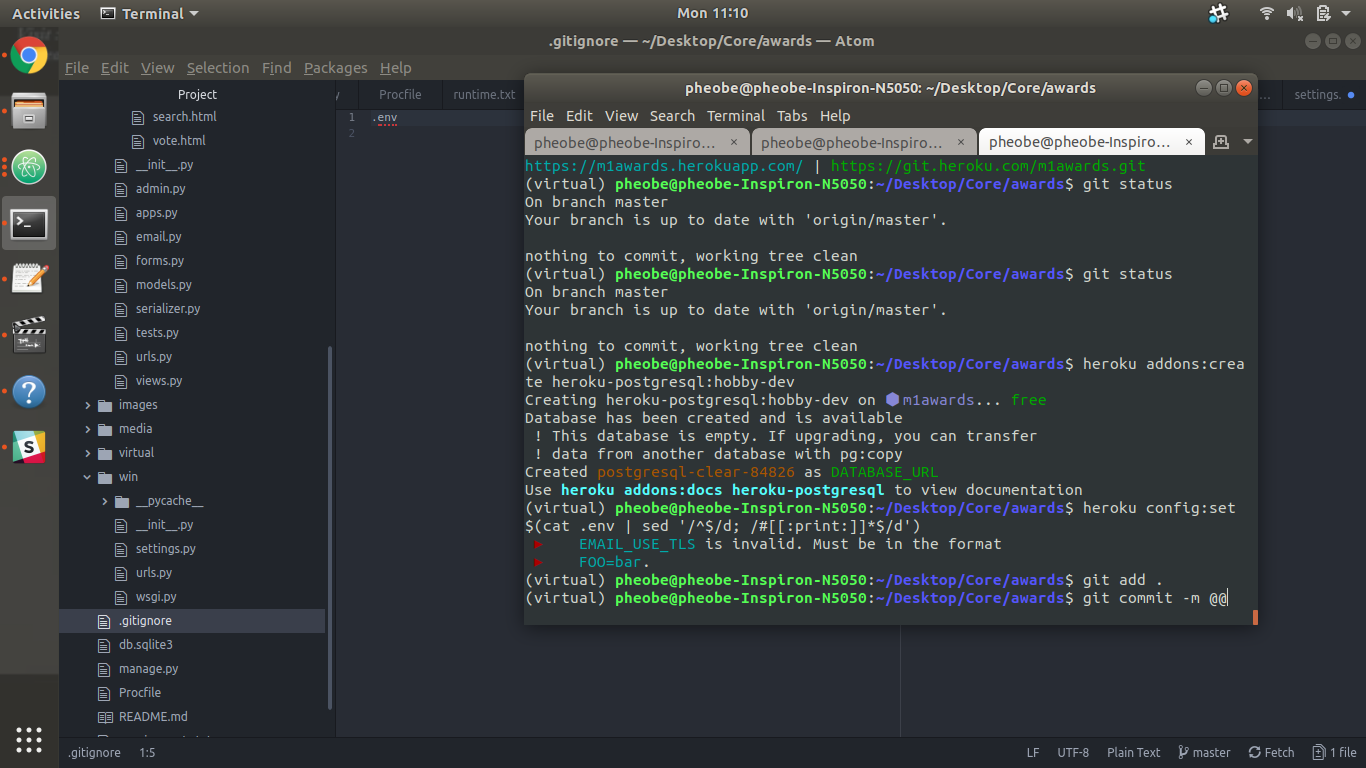 Activities
Terminal
Mon 11:10
.gitignore — ~/Desktop/Core/awards — Atom
File Edit View Selection Find Packages Help
Project
search.html
vote.html
__init__.py
admin.py
apps.py
email.py
forms.py
models.py
serializer.py
tests.py
urls.py
views.py
images
media
virtual
win
__pycache__
__init__.py
settings.py
urls.py
wsgi.py
.gitignore
db.sqlite3
manage.py
Procfile
README.md
y Procfile runtime.txt settings.
1 .env
2
pheobe@pheobe-Inspiron-N5050: ~/Desktop/Core/awards
File Edit View Search Terminal Tabs Help
pheobe@pheobe-Inspiro… × pheobe@pheobe-Inspiro… × pheobe@pheobe-Inspiro… ×
https://m1awards.herokuapp.com/ | https://git.heroku.com/m1awards.git
(virtual) pheobe@pheobe-Inspiron-N5050:~/Desktop/Core/awards$ git status
On branch master
Your branch is up to date with 'origin/master'.
nothing to commit, working tree clean
(virtual) pheobe@pheobe-Inspiron-N5050:~/Desktop/Core/awards$ git status
On branch master
Your branch is up to date with 'origin/master'.
nothing to commit, working tree clean
(virtual) pheobe@pheobe-Inspiron-N5050:~/Desktop/Core/awards$ heroku addons:crea
te heroku-postgresql:hobby-dev
Creating heroku-postgresql:hobby-dev on ⬢m1awards... free
Database has been created and is available
! This database is empty. If upgrading, you can transfer
! data from another database with pg:copy
Created postgresql-clear-84826 as DATABASE_URL
Use heroku addons:docs heroku-postgresql to view documentation
(virtual) pheobe@pheobe-Inspiron-N5050:~/Desktop/Core/awards$ heroku config:set
$(cat .env | sed '/^$/d; /#[[:print:]]*$/d')
▸ EMAIL_USE_TLS is invalid. Must be in the format
▸ FOO=bar.
(virtual) pheobe@pheobe-Inspiron-N5050:~/Desktop/Core/awards$ git add .
(virtual) pheobe@pheobe-Inspiron-N5050:~/Desktop/Core/awards$ git commit -m @@
.gitignore 1:5
LF UTF-8 Plain Text master Fetch 1 file